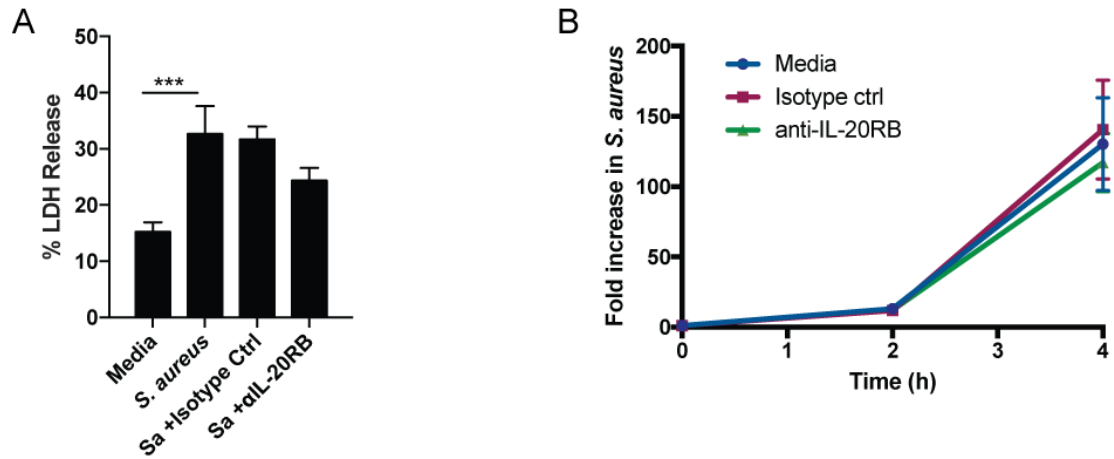 A
% LDH Release
50
40
30
20
10
0
***
Media
S. aureus
Sa +Isotype Ctrl
Sa +αIL-20RB
B
Fold increase in S. aureus
200
150
100
50
0
Media
Isotype ctrl
anti-IL-20RB
0 1 2 3 4
Time (h)